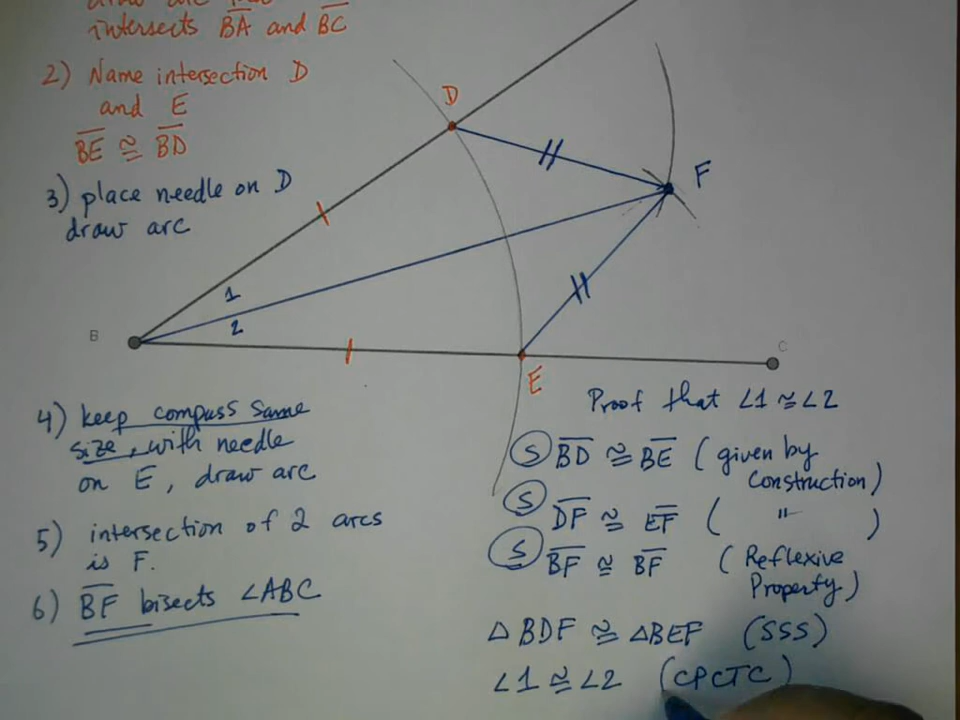 intersects BA and BC
2) Name intersection D
and E
BE ≅ BD
3) place needle on D
draw arc
D
F
1
2
B
C
E
4) keep compass same
size, with needle
on E, draw arc
5) intersection of 2 arcs
is F.
6) BF bisects ∠ABC
Proof that ∠1 ≅ ∠2
S BD ≅ BE (given by
Construction)
S DF ≅ EF ( " )
S BF ≅ BF (Reflexive
Property)
△ BDF ≅ △BEF (SSS)
∠1 ≅ ∠2 (CPCTC)